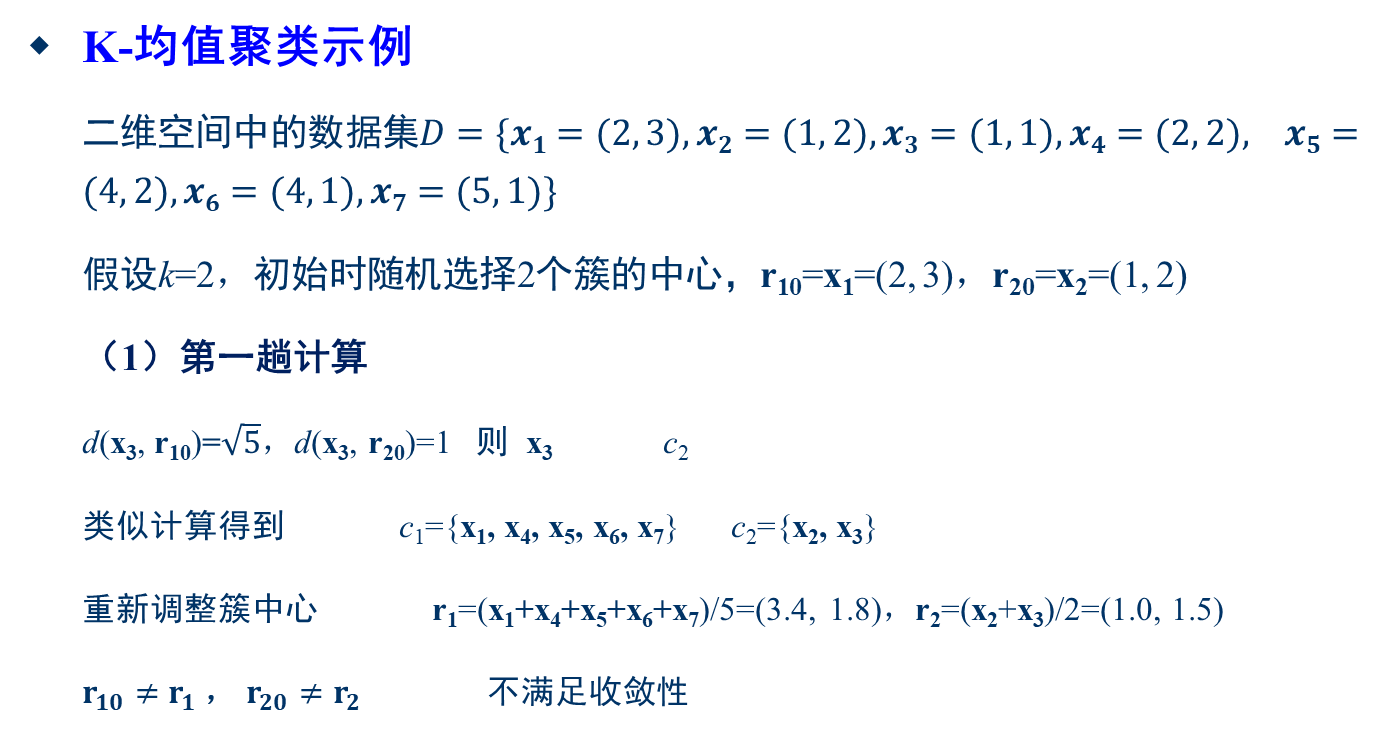 ◆ K-均值聚类示例
二维空间中的数据集D = {x₁ = (2,3), x₂ = (1,2), x₃ = (1,1), x₄ = (2,2), x₅ =
(4,2), x₆ = (4,1), x₇ = (5,1)}
假设k=2，初始时随机选择2个簇的中心，r₁₀=x₁=(2, 3)，r₂₀=x₂=(1, 2)
（1）第一趟计算
d(x₃, r₁₀)=√5，d(x₃, r₂₀)=1 则 x₃ c₂
类似计算得到 c₁={x₁, x₄, x₅, x₆, x₇} c₂={x₂, x₃}
重新调整簇中心 r₁=(x₁+x₄+x₅+x₆+x₇)/5=(3.4, 1.8)，r₂=(x₂+x₃)/2=(1.0, 1.5)
r₁₀ ≠ r₁ ， r₂₀ ≠ r₂ 不满足收敛性